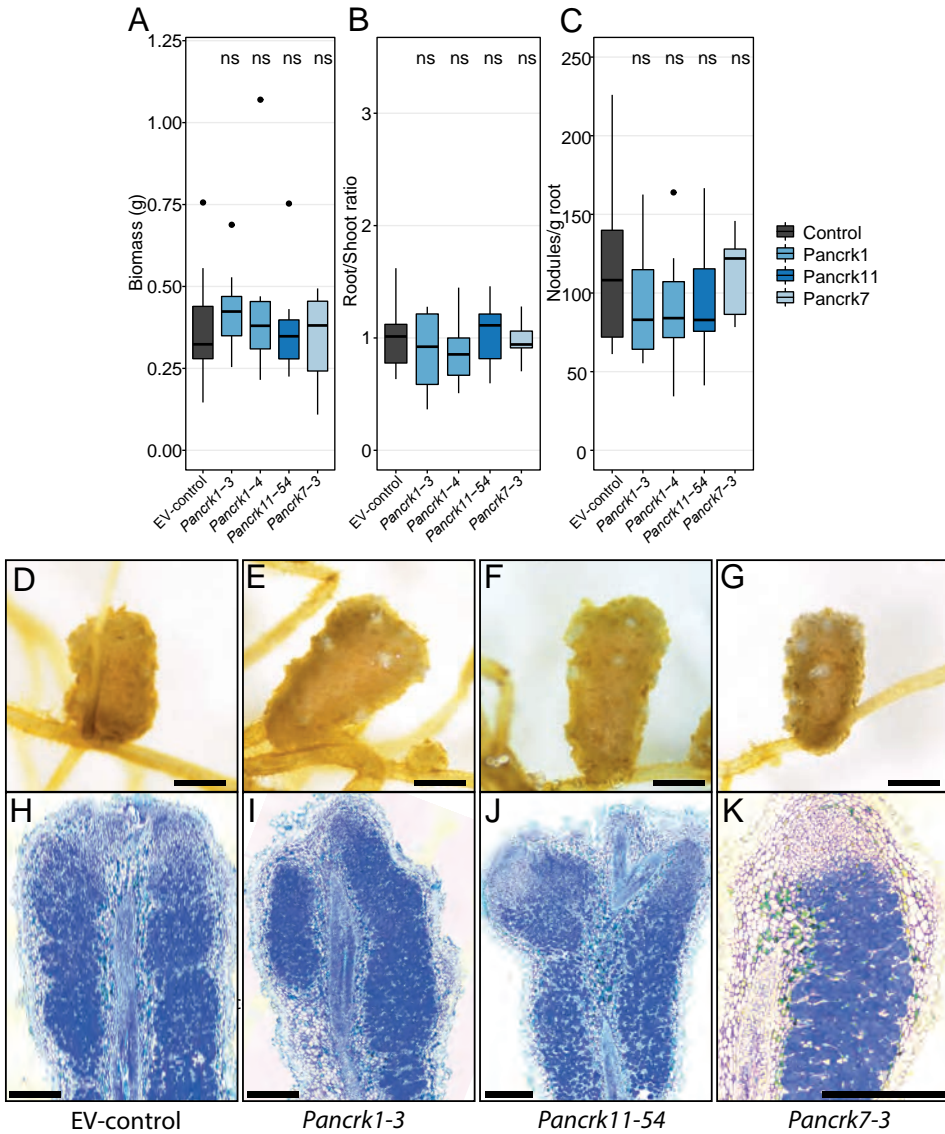 A
B
C
Biomass (g)
1.25
1.00
0.75
0.50
0.25
0.00
ns ns ns ns
EV-control
Pancrk1-3
Pancrk1-4
Pancrk11-54
Pancrk7-3
Root/Shoot ratio
3
2
1
0
ns ns ns ns
EV-control
Pancrk1-3
Pancrk1-4
Pancrk11-54
Pancrk7-3
Nodules/g root
250
200
150
100
50
0
ns ns ns ns
EV-control
Pancrk1-3
Pancrk1-4
Pancrk11-54
Pancrk7-3
Control
Pancrk1
Pancrk11
Pancrk7
D
E
F
G
H
I
J
K
EV-control
Pancrk1-3
Pancrk11-54
Pancrk7-3